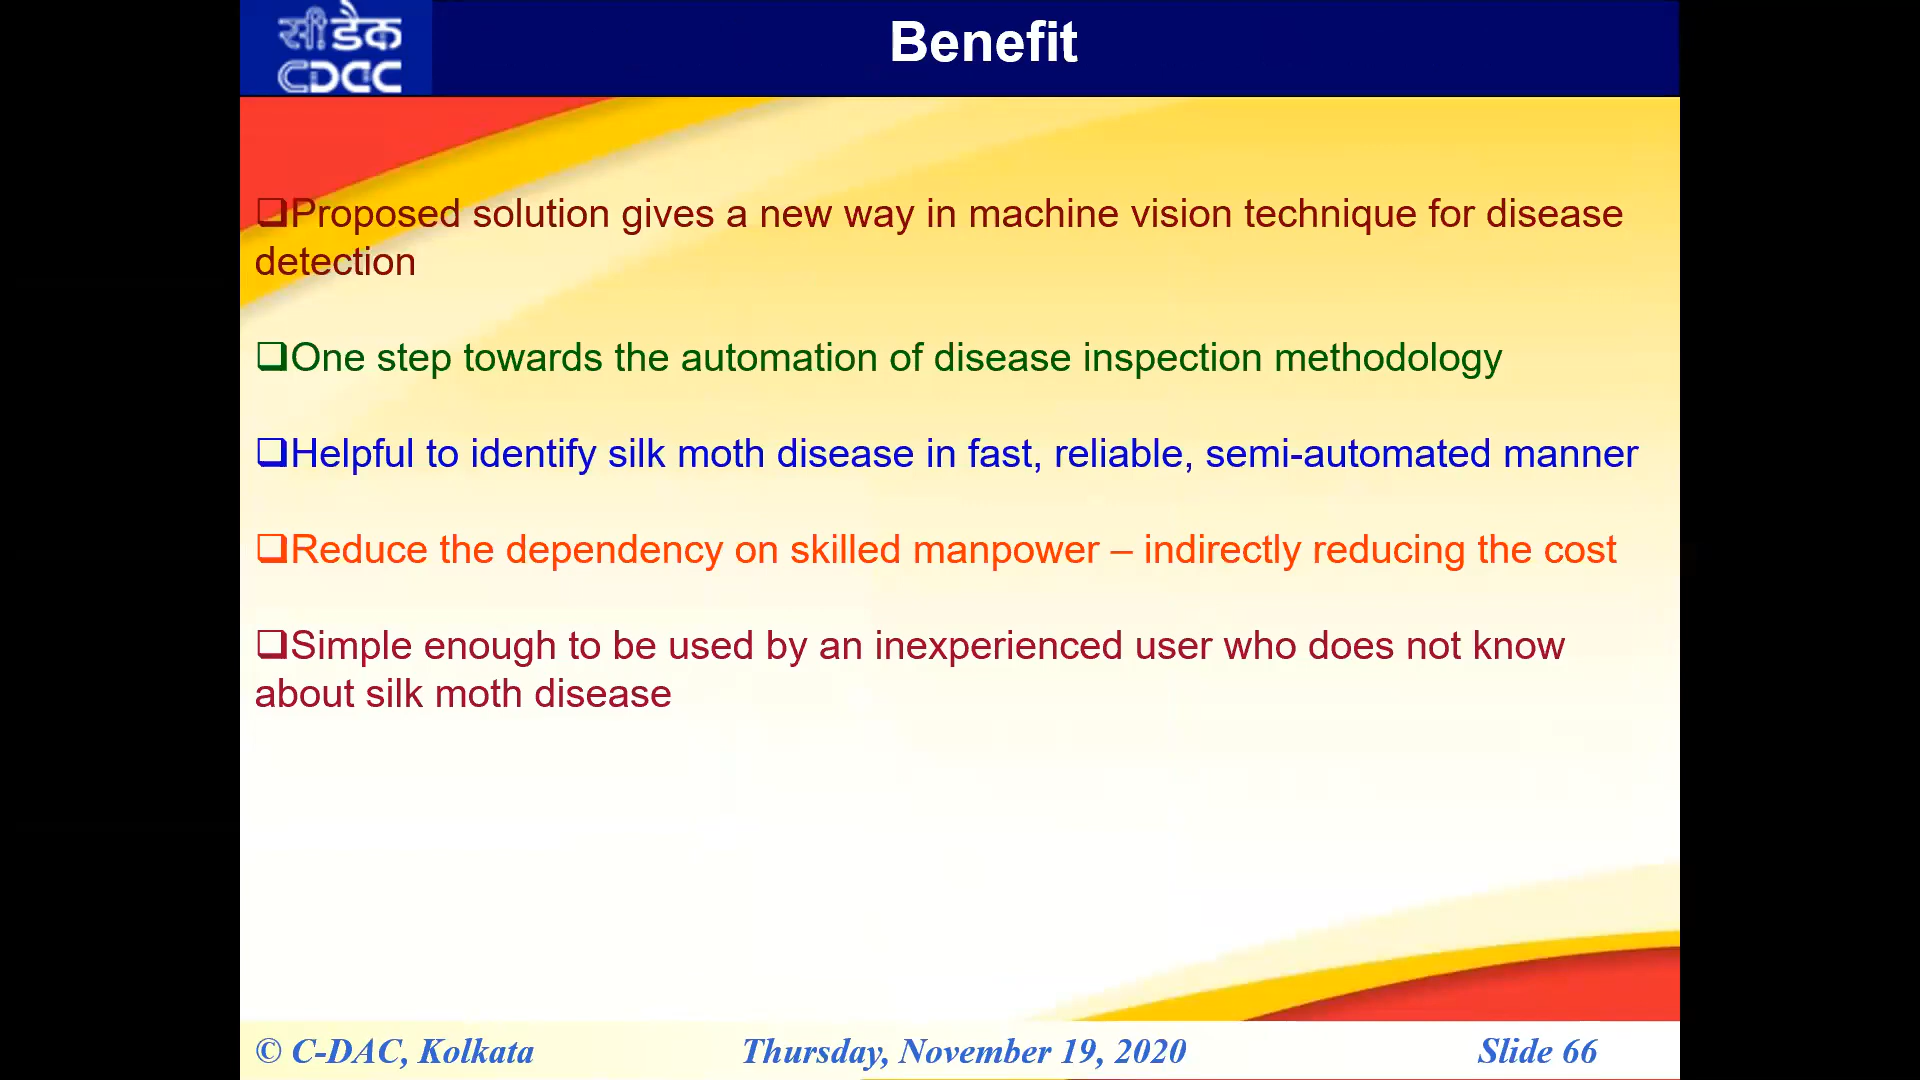 सी डैक
CDAC
Benefit
❑Proposed solution gives a new way in machine vision technique for disease
detection
❑One step towards the automation of disease inspection methodology
❑Helpful to identify silk moth disease in fast, reliable, semi-automated manner
❑Reduce the dependency on skilled manpower – indirectly reducing the cost
❑Simple enough to be used by an inexperienced user who does not know
about silk moth disease
© C-DAC, Kolkata
Thursday, November 19, 2020
Slide 66